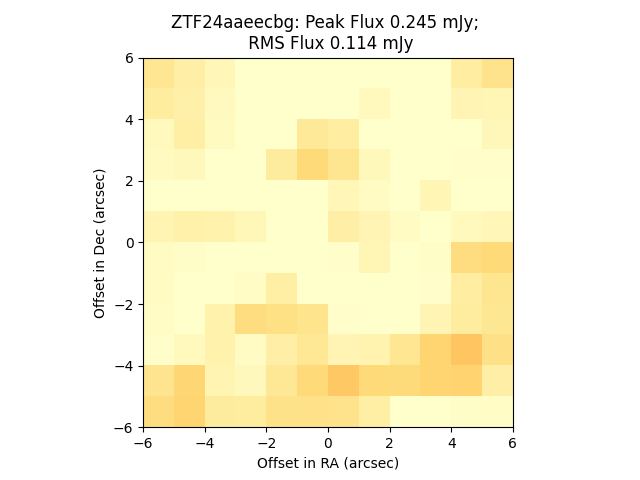 ZTF24aaeecbg: Peak Flux 0.245 mJy;
RMS Flux 0.114 mJy
6
4
2
0
−2
−4
−6
Offset in Dec (arcsec)
−6 −4 −2 0 2 4 6
Offset in RA (arcsec)